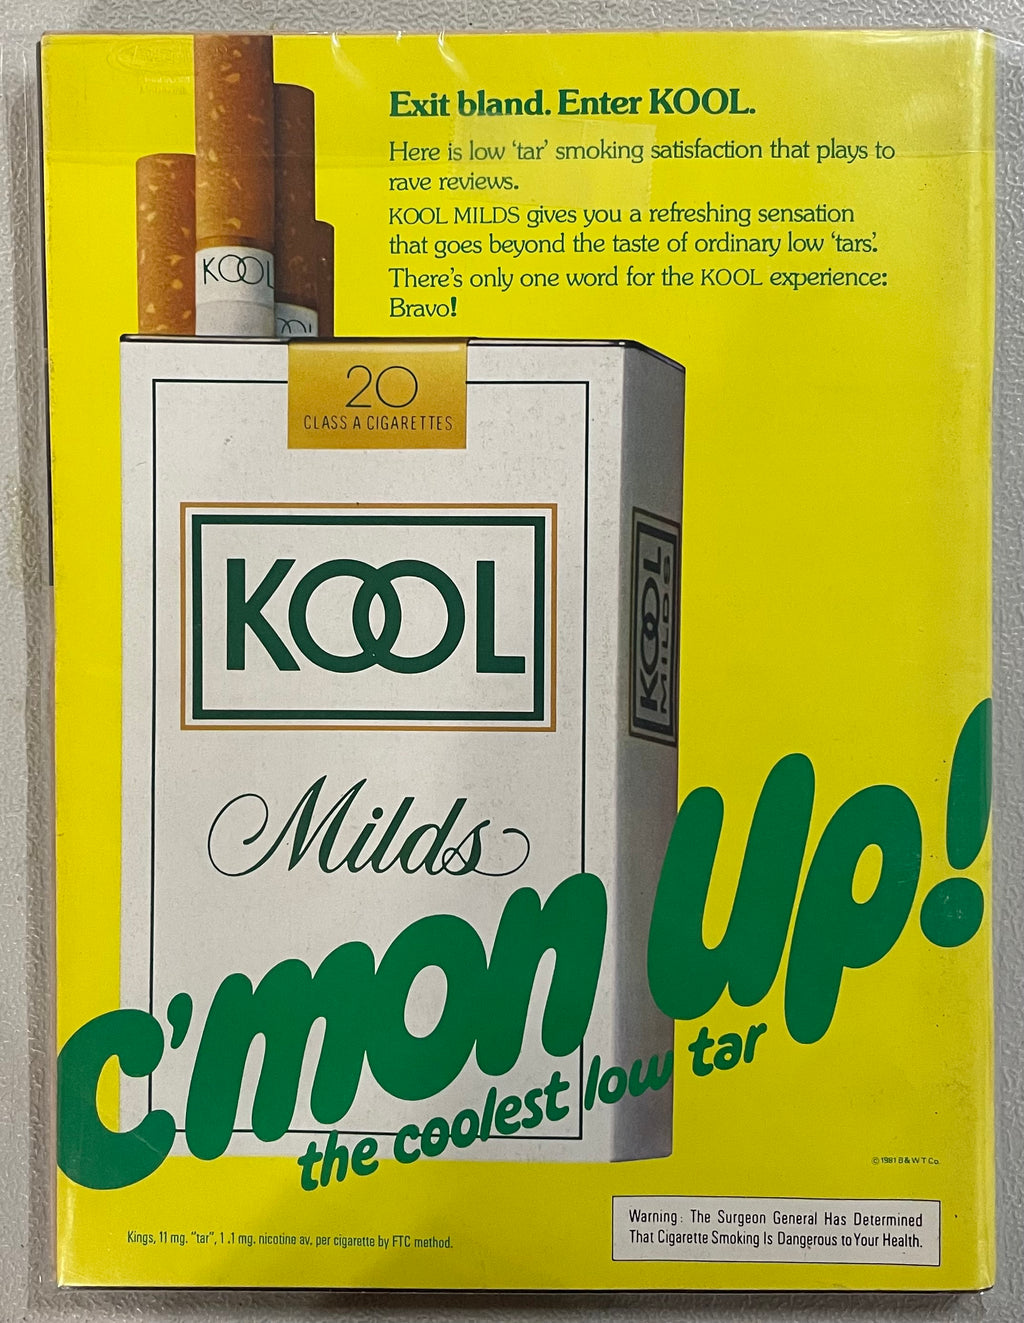 Exit bland. Enter KOOL.
Here is low ‘tar’ smoking satisfaction that plays to
rave reviews.
KOOL MILDS gives you a refreshing sensation
that goes beyond the taste of ordinary low ‘tars’.
There’s only one word for the KOOL experience:
Bravo!
KOOL
20
CLASS A CIGARETTES
KOOL
KOOL
MILDS
Milds
C’mon up!
the coolest low tar
© 1981 B & W T Co.
Warning: The Surgeon General Has Determined
That Cigarette Smoking Is Dangerous to Your Health.
Kings, 11 mg. “tar”, 1 .1 mg. nicotine av. per cigarette by FTC method.